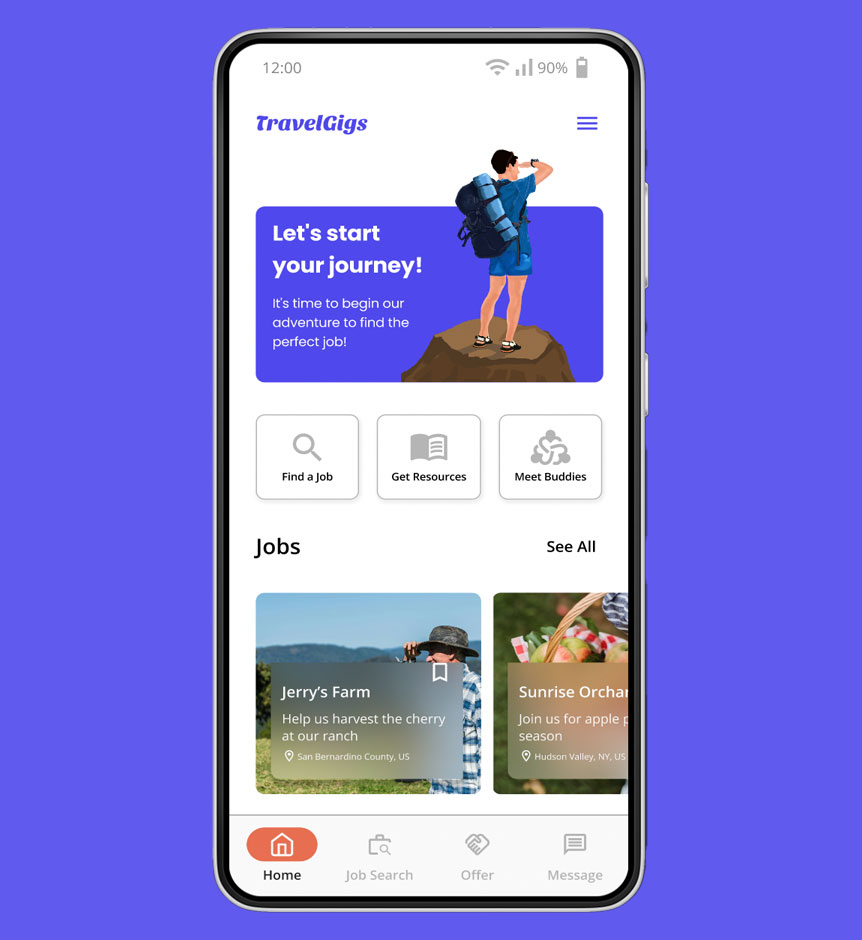 12:00 90%
TravelGigs
Let's start
your journey!
It's time to begin our
adventure to find the
perfect job!
Find a Job
Get Resources
Meet Buddies
Jobs
See All
Jerry's Farm
Help us harvest the cherry
at our ranch
San Bernardino County, US
Sunrise Orchar
Join us for apple p
season
Hudson Valley, NY, US
Home
Job Search
Offer
Message